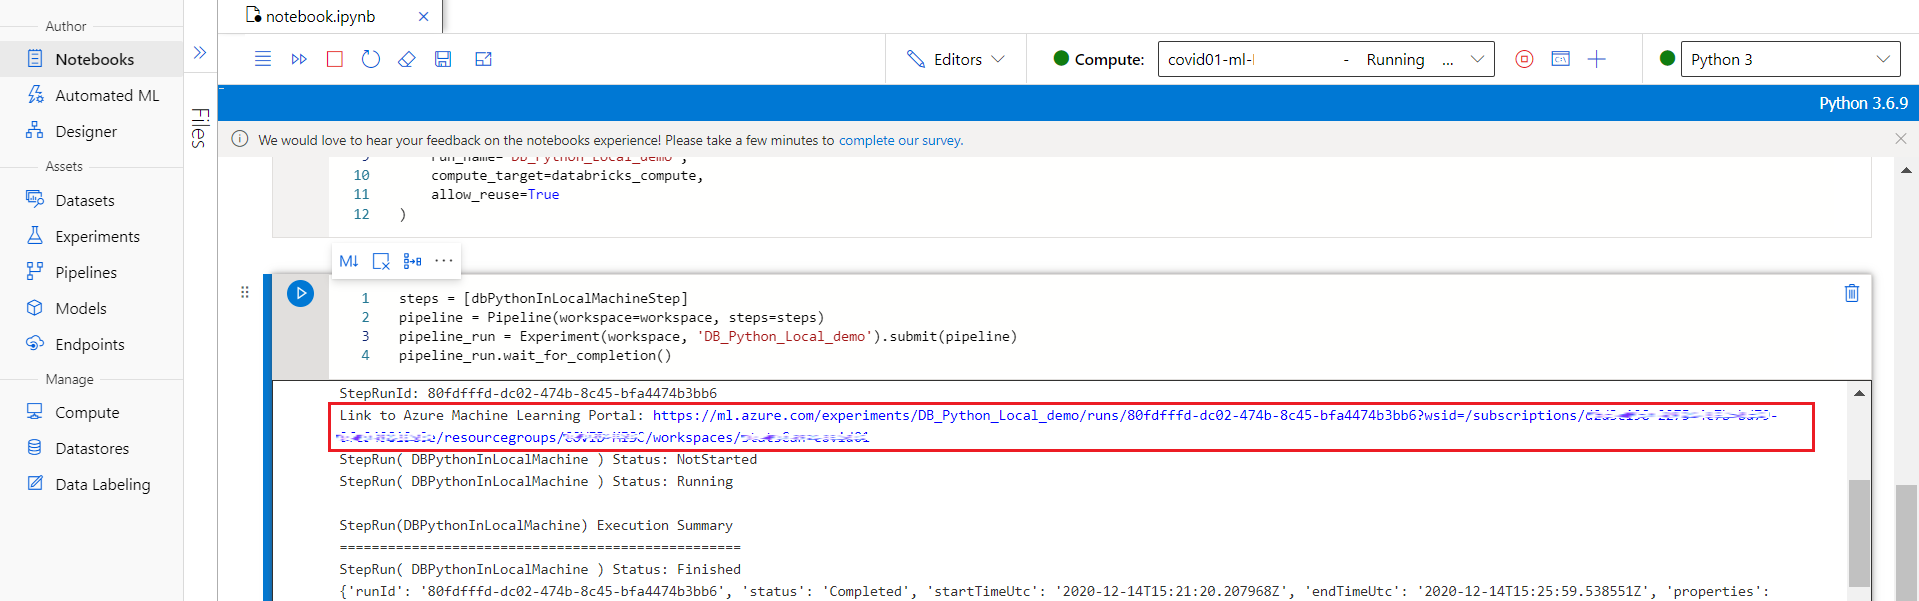 Author
Notebooks
Automated ML
Designer
Assets
Datasets
Experiments
Pipelines
Models
Endpoints
Manage
Compute
Datastores
Data Labeling
Files
notebook.ipynb
Editors
Compute: covid01-ml- - Running ...
Python 3
Python 3.6.9
We would love to hear your feedback on the notebooks experience! Please take a few minutes to complete our survey.
9 run_name="DB_Python_Local_demo",
10 compute_target=databricks_compute,
11 allow_reuse=True
12 )
M↓ ···
1 steps = [dbPythonInLocalMachineStep]
2 pipeline = Pipeline(workspace=workspace, steps=steps)
3 pipeline_run = Experiment(workspace, 'DB_Python_Local_demo').submit(pipeline)
4 pipeline_run.wait_for_completion()
StepRunId: 80fdfffd-dc02-474b-8c45-bfa4474b3bb6
Link to Azure Machine Learning Portal: https://ml.azure.com/experiments/DB_Python_Local_demo/runs/80fdfffd-dc02-474b-8c45-bfa4474b3bb6?wsid=/subscriptions/
/resourcegroups/ /workspaces/
StepRun( DBPythonInLocalMachine ) Status: NotStarted
StepRun( DBPythonInLocalMachine ) Status: Running
StepRun(DBPythonInLocalMachine) Execution Summary
==================================================
StepRun( DBPythonInLocalMachine ) Status: Finished
{'runId': '80fdfffd-dc02-474b-8c45-bfa4474b3bb6', 'status': 'Completed', 'startTimeUtc': '2020-12-14T15:21:20.207968Z', 'endTimeUtc': '2020-12-14T15:25:59.538551Z', 'properties':